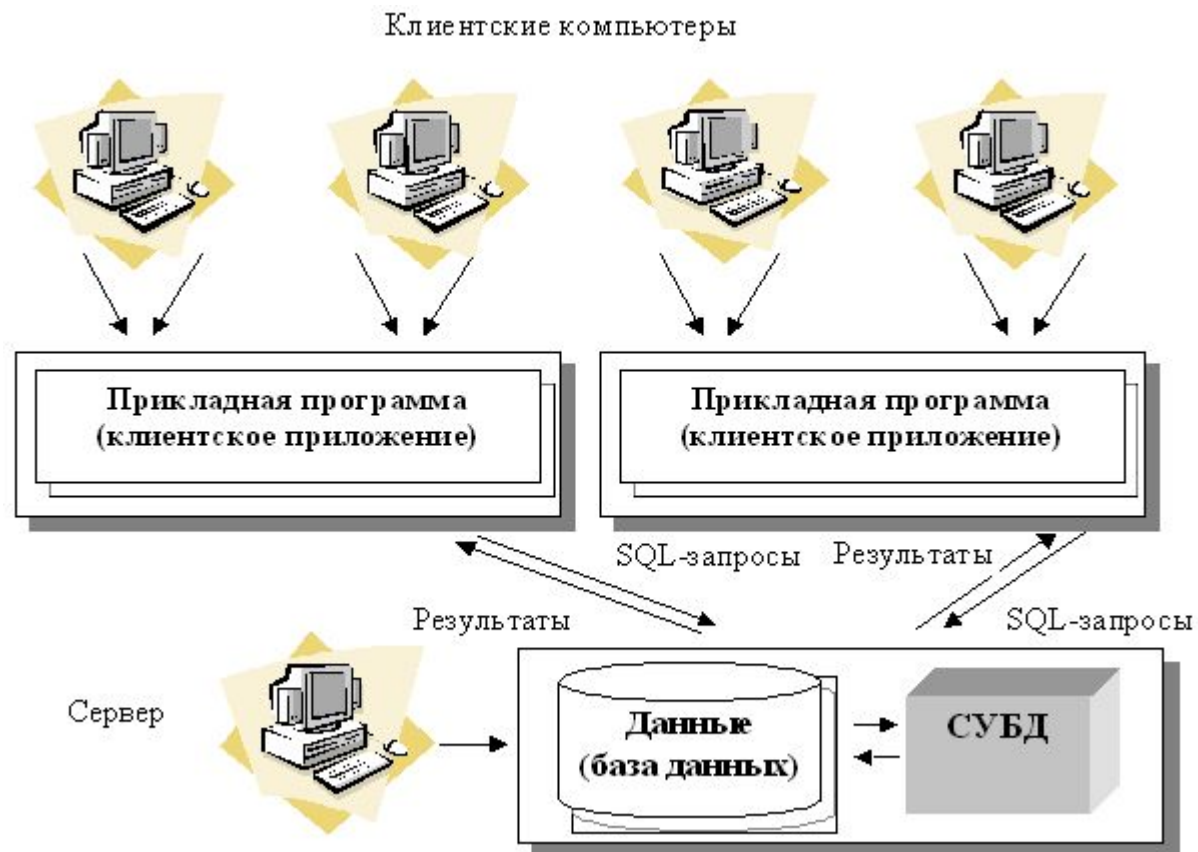 Клиентские компьютеры
Прикладная программа
(клиентское приложение)
Прикладная программа
(клиентское приложение)
SQL-запросы
Результаты
Результаты
SQL-запросы
Сервер
Данные
(база данных)
СУБД